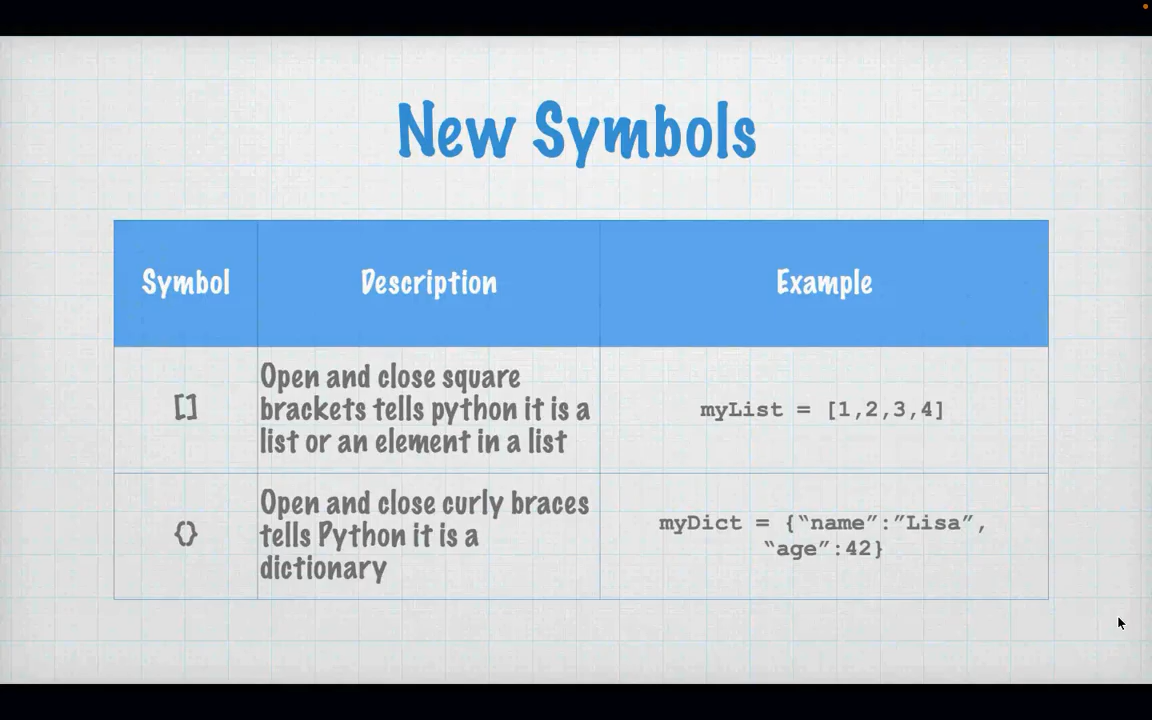 New Symbols
Symbol
Description
Example
[]
Open and close square
brackets tells python it is a
list or an element in a list
myList = [1,2,3,4]
{}
Open and close curly braces
tells Python it is a
dictionary
myDict = {“name”:”Lisa”,
“age”:42}